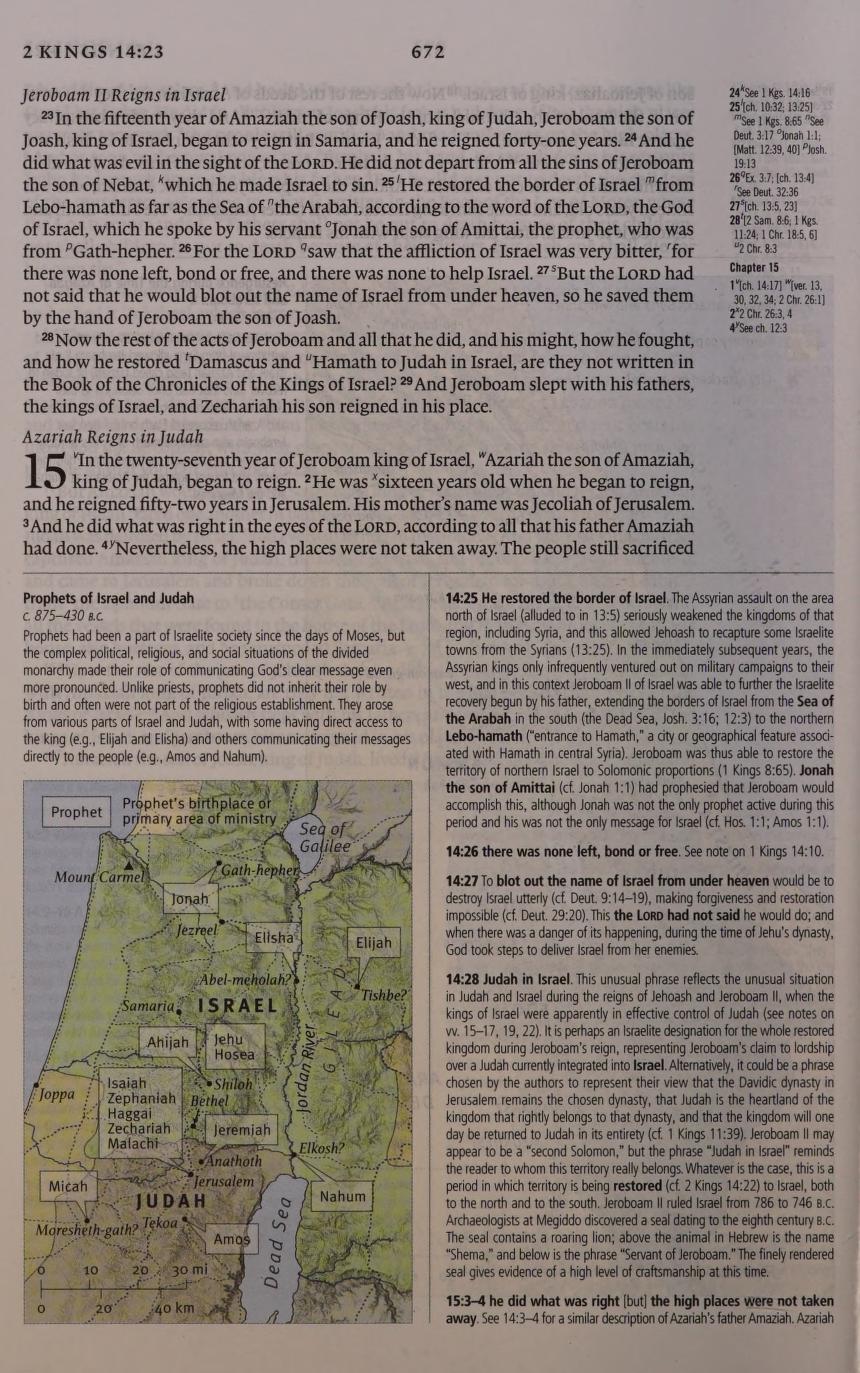 2 KINGS 14:23
672
Jeroboam II Reigns in Israel
23 In the fifteenth year of Amaziah the son of Joash, king of Judah, Jeroboam the son of
Joash, king of Israel, began to reign in Samaria, and he reigned forty-one years. 24 And he
did what was evil in the sight of the LORD. He did not depart from all the sins of Jeroboam
the son of Nebat, k which he made Israel to sin. 25 l He restored the border of Israel m from
Lebo-hamath as far as the Sea of n the Arabah, according to the word of the LORD, the God
of Israel, which he spoke by his servant o Jonah the son of Amittai, the prophet, who was
from p Gath-hepher. 26 For the LORD q saw that the affliction of Israel was very bitter, r for
there was none left, bond or free, and there was none to help Israel. 27 s But the LORD had
not said that he would blot out the name of Israel from under heaven, so he saved them
by the hand of Jeroboam the son of Joash.
28 Now the rest of the acts of Jeroboam and all that he did, and his might, how he fought,
and how he restored t Damascus and u Hamath to Judah in Israel, are they not written in
the Book of the Chronicles of the Kings of Israel? 29 And Jeroboam slept with his fathers,
the kings of Israel, and Zechariah his son reigned in his place.
Azariah Reigns in Judah
15 v In the twenty-seventh year of Jeroboam king of Israel, w Azariah the son of Amaziah,
king of Judah, began to reign. 2 He was x sixteen years old when he began to reign,
and he reigned fifty-two years in Jerusalem. His mother's name was Jecoliah of Jerusalem.
3 And he did what was right in the eyes of the LORD, according to all that his father Amaziah
had done. 4 y Nevertheless, the high places were not taken away. The people still sacrificed
24 k See 1 Kgs. 14:16
25 l [ch. 10:32; 13:25]
m See 1 Kgs. 8:65 n See
Deut. 3:17 o Jonah 1:1;
[Matt. 12:39, 40] p Josh.
19:13
26 q Ex. 3:7; [ch. 13:4]
r See Deut. 32:36
27 s [ch. 13:5, 23]
28 t [2 Sam. 8:6; 1 Kgs.
11:24; 1 Chr. 18:5, 6]
u 2 Chr. 8:3
Chapter 15
1 v [ch. 14:17] w [ver. 13,
30, 32, 34; 2 Chr. 26:1]
2 x 2 Chr. 26:3, 4
4 y See ch. 12:3
Prophets of Israel and Judah
c. 875–430 B.C.
Prophets had been a part of Israelite society since the days of Moses, but
the complex political, religious, and social situations of the divided
monarchy made their role of communicating God's clear message even
more pronounced. Unlike priests, prophets did not inherit their role by
birth and often were not part of the religious establishment. They arose
from various parts of Israel and Judah, with some having direct access to
the king (e.g., Elijah and Elisha) and others communicating their messages
directly to the people (e.g., Amos and Nahum).
Prophet
Prophet's birthplace or
primary area of ministry
Sea of
Galilee
Mount Carmel
Gath-hepher
Jonah
Jezreel
Elisha
Elijah
Abel-meholah?
Tishbe?
Samaria
ISRAEL
GILEAD
Ahijah
Jehu
Hosea
Jordan River
Joppa
Isaiah
Zephaniah
Haggai
Zechariah
Malachi
Shiloh
Bethel
Jeremiah
Elkosh?
Anathoth
Micah
Jerusalem
Nahum
JUDAH
Moresheth-gath?
Tekoa
Amos
Dead Sea
0 10 20 30 mi
0 20 40 km
14:25 He restored the border of Israel. The Assyrian assault on the area
north of Israel (alluded to in 13:5) seriously weakened the kingdoms of that
region, including Syria, and this allowed Jehoash to recapture some Israelite
towns from the Syrians (13:25). In the immediately subsequent years, the
Assyrian kings only infrequently ventured out on military campaigns to their
west, and in this context Jeroboam II of Israel was able to further the Israelite
recovery begun by his father, extending the borders of Israel from the Sea of
the Arabah in the south (the Dead Sea, Josh. 3:16; 12:3) to the northern
Lebo-hamath ("entrance to Hamath," a city or geographical feature associ-
ated with Hamath in central Syria). Jeroboam was thus able to restore the
territory of northern Israel to Solomonic proportions (1 Kings 8:65). Jonah
the son of Amittai (cf. Jonah 1:1) had prophesied that Jeroboam would
accomplish this, although Jonah was not the only prophet active during this
period and his was not the only message for Israel (cf. Hos. 1:1; Amos 1:1).
14:26 there was none left, bond or free. See note on 1 Kings 14:10.
14:27 To blot out the name of Israel from under heaven would be to
destroy Israel utterly (cf. Deut. 9:14–19), making forgiveness and restoration
impossible (cf. Deut. 29:20). This the LORD had not said he would do; and
when there was a danger of its happening, during the time of Jehu's dynasty,
God took steps to deliver Israel from her enemies.
14:28 Judah in Israel. This unusual phrase reflects the unusual situation
in Judah and Israel during the reigns of Jehoash and Jeroboam II, when the
kings of Israel were apparently in effective control of Judah (see notes on
vv. 15–17, 19, 22). It is perhaps an Israelite designation for the whole restored
kingdom during Jeroboam's reign, representing Jeroboam's claim to lordship
over a Judah currently integrated into Israel. Alternatively, it could be a phrase
chosen by the authors to represent their view that the Davidic dynasty in
Jerusalem remains the chosen dynasty, that Judah is the heartland of the
kingdom that rightly belongs to that dynasty, and that the kingdom will one
day be returned to Judah in its entirety (cf. 1 Kings 11:39). Jeroboam II may
appear to be a "second Solomon," but the phrase "Judah in Israel" reminds
the reader to whom this territory really belongs. Whatever is the case, this is a
period in which territory is being restored (cf. 2 Kings 14:22) to Israel, both
to the north and to the south. Jeroboam II ruled Israel from 786 to 746 B.C.
Archaeologists at Megiddo discovered a seal dating to the eighth century B.C.
The seal contains a roaring lion; above the animal in Hebrew is the name
"Shema," and below is the phrase "Servant of Jeroboam." The finely rendered
seal gives evidence of a high level of craftsmanship at this time.
15:3–4 he did what was right [but] the high places were not taken
away. See 14:3–4 for a similar description of Azariah's father Amaziah. Azariah